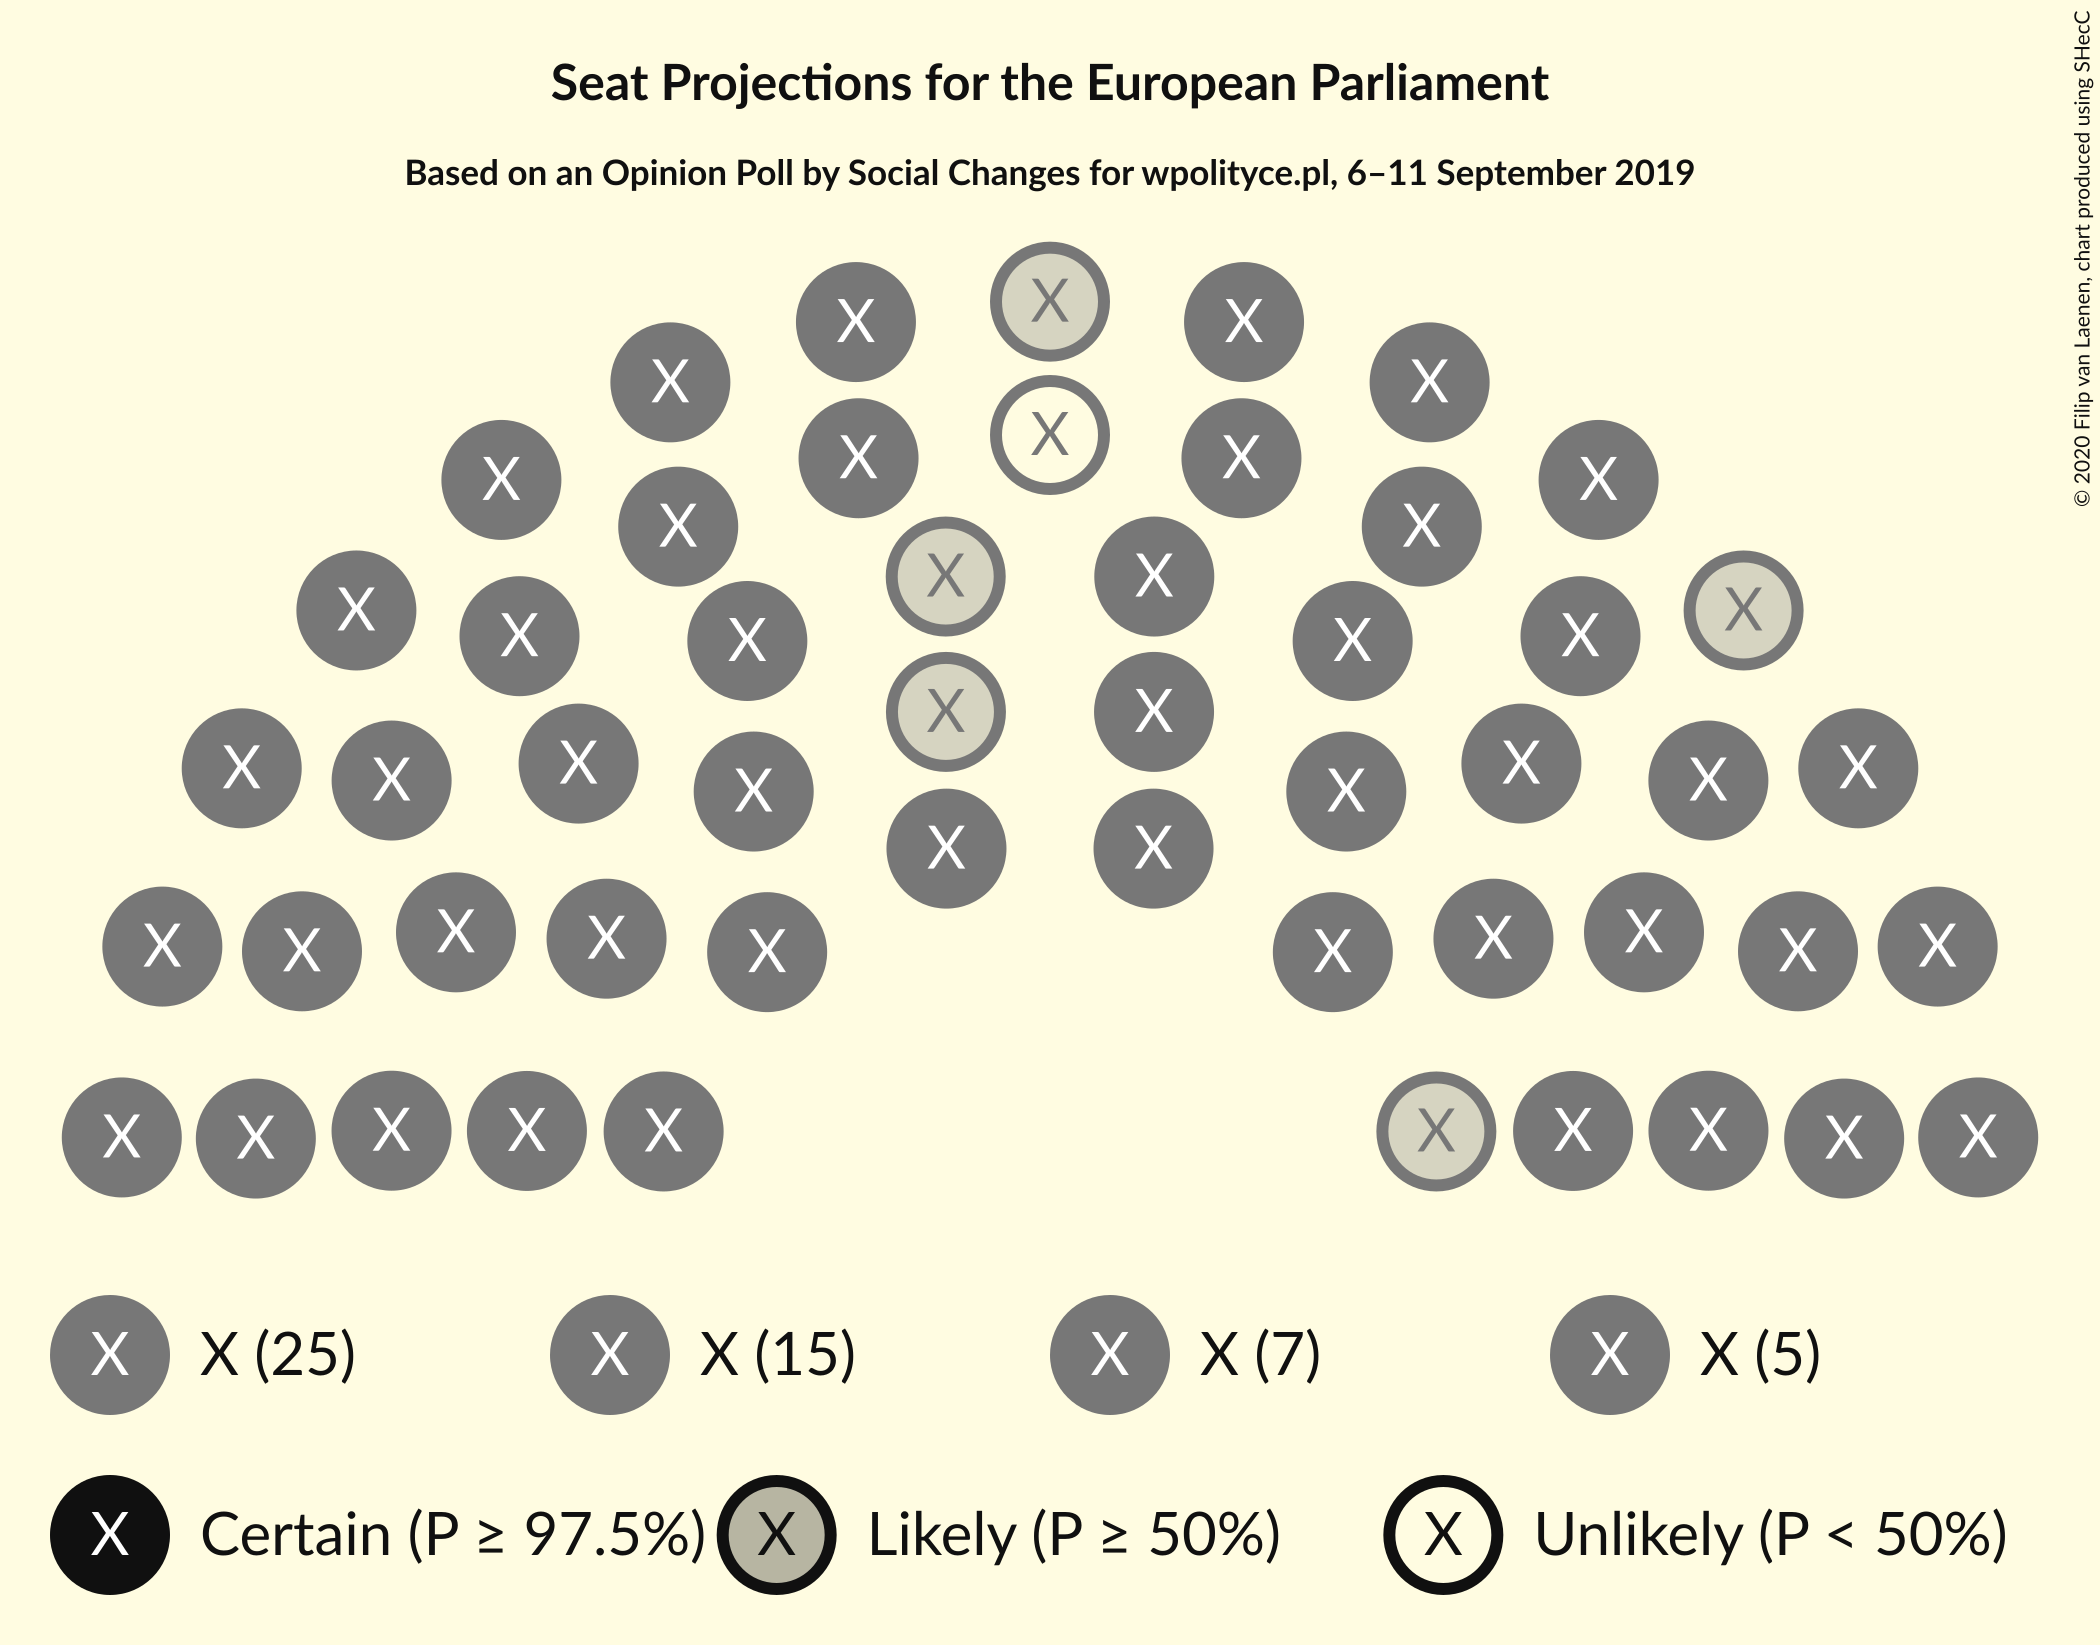 Seat Projections for the European Parliament
Based on an Opinion Poll by Social Changes for wpolityce.pl, 6–11 September 2019
© 2020 Filip van Laenen, chart produced using SHecC
X
X X
X X
X
X X
X X
X X
X X
X X
X X
X X
X X
X X
X X
X X X X
X X
X X
X X
X X X X
X X X X
X X X X X X
X X X X
X X X X X X
X X X X
X (25) X X (15) X X (7) X X (5)
X Certain (P ≥ 97.5%) X Likely (P ≥ 50%) X Unlikely (P < 50%)